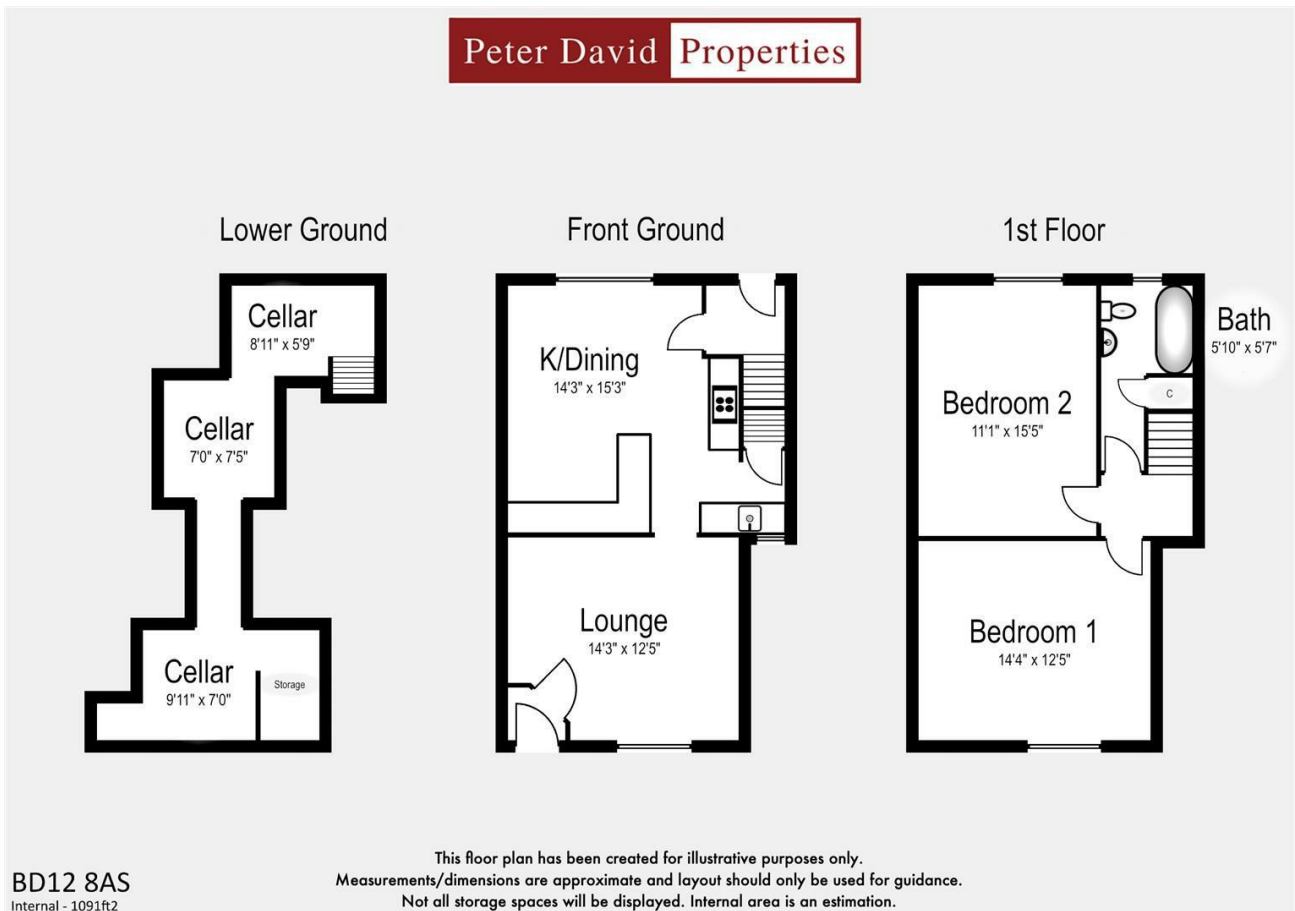 Peter David Properties
Lower Ground
Front Ground
1st Floor
Cellar
8'11" x 5'9"
Cellar
7'0" x 7'5"
Cellar
9'11" x 7'0"
Storage
K/Dining
14'3" x 15'3"
Lounge
14'3" x 12'5"
Bath
5'10" x 5'7"
C
Bedroom 2
11'1" x 15'5"
Bedroom 1
14'4" x 12'5"
This floor plan has been created for illustrative purposes only.
Measurements/dimensions are approximate and layout should only be used for guidance.
Not all storage spaces will be displayed. Internal area is an estimation.
BD12 8AS
Internal - 1091ft2